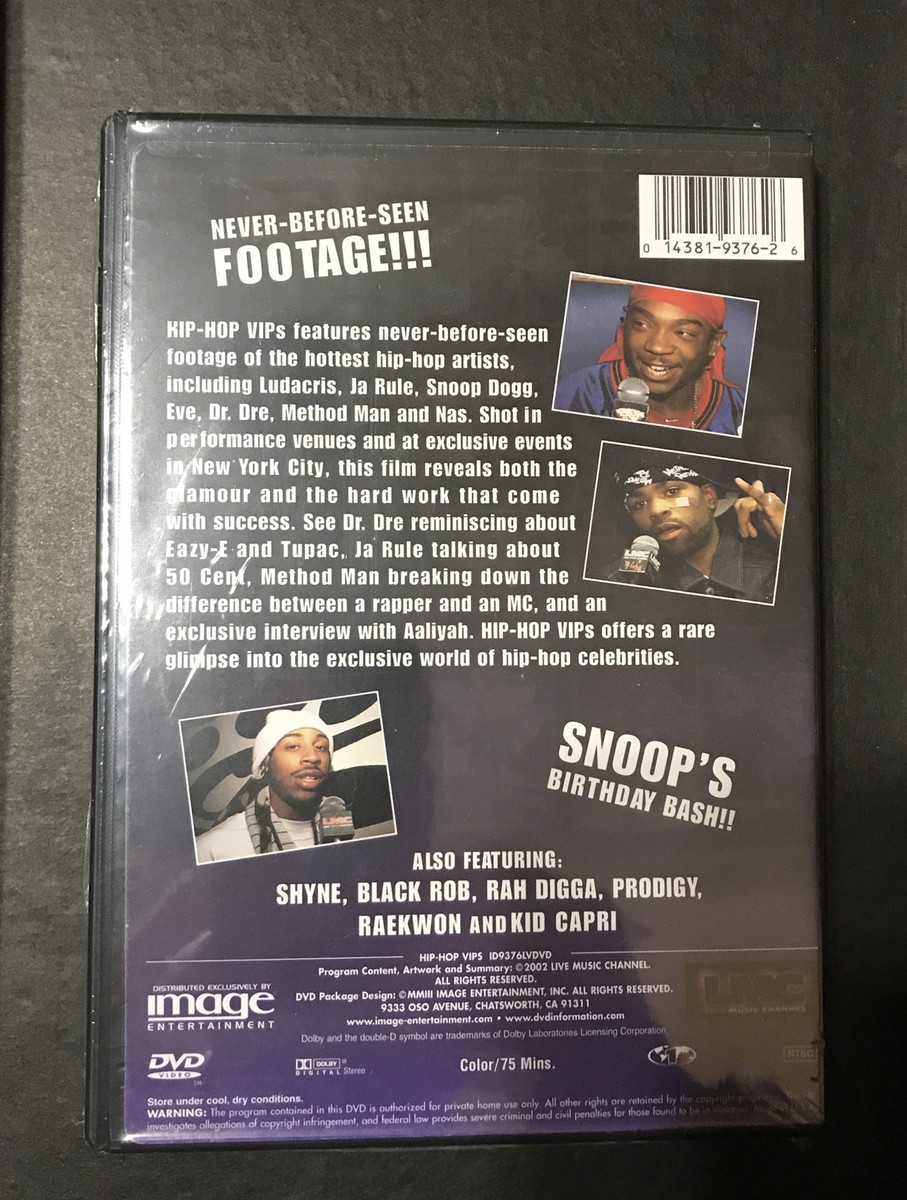 NEVER-BEFORE-SEEN
FOOTAGE!!!
0 14381-9376-2 6
HIP-HOP VIPs features never-before-seen
footage of the hottest hip-hop artists,
including Ludacris, Ja Rule, Snoop Dogg,
Eve, Dr. Dre, Method Man and Nas. Shot in
performance venues and at exclusive events
in New York City, this film reveals both the
glamour and the hard work that come
with success. See Dr. Dre reminiscing about
Eazy-E and Tupac, Ja Rule talking about
50 Cent, Method Man breaking down the
difference between a rapper and an MC, and an
exclusive interview with Aaliyah. HIP-HOP VIPs offers a rare
glimpse into the exclusive world of hip-hop celebrities.
SNOOP'S
BIRTHDAY BASH!!
ALSO FEATURING:
SHYNE, BLACK ROB, RAH DIGGA, PRODIGY,
RAEKWON AND KID CAPRI
HIP-HOP VIPS ID9376LVDVD
Program Content, Artwork and Summary: ©2002 LIVE MUSIC CHANNEL.
ALL RIGHTS RESERVED.
DVD Package Design: ©MMIII IMAGE ENTERTAINMENT, INC. ALL RIGHTS RESERVED.
9333 OSO AVENUE, CHATSWORTH, CA 91311
www.image-entertainment.com • www.dvdinformation.com
Dolby and the double-D symbol are trademarks of Dolby Laboratories Licensing Corporation
DISTRIBUTED EXCLUSIVELY BY
image
ENTERTAINMENT
MUSIC CHANNEL
DVD
VIDEO
TM
DOLBY
DIGITAL Stereo
Color/75 Mins.
NTSC
Store under cool, dry conditions.
WARNING: The program contained in this DVD is authorized for private home use only. All other rights are retained by the copyright
investigates allegations of copyright infringement, and federal law provides severe criminal and civil penalties for those found to be in